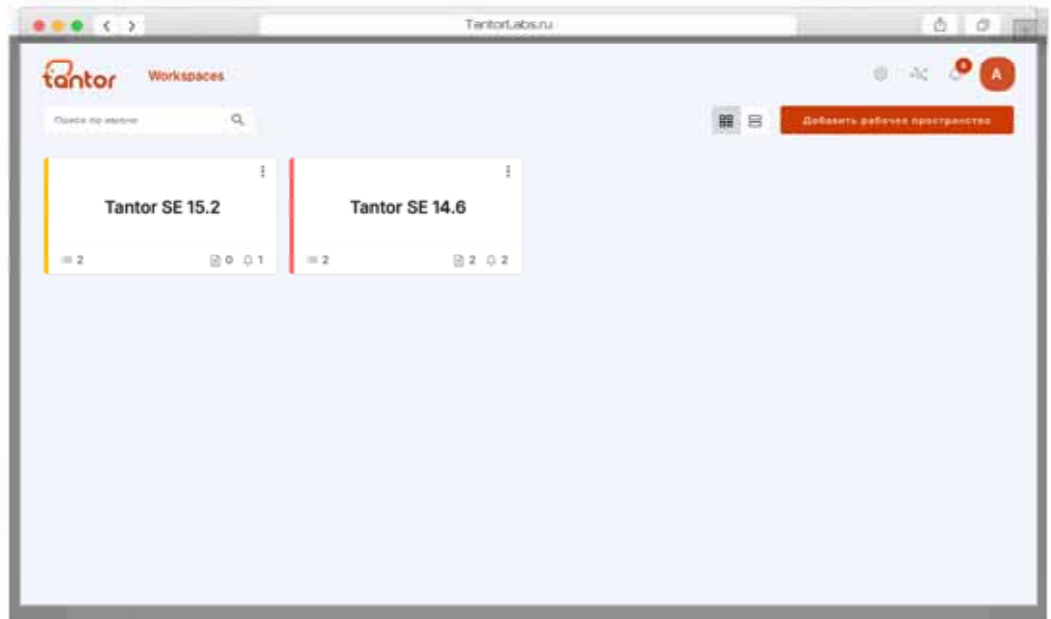 TantorLabs.ru
tantor Workspaces
A
Поиск по имени
Добавить рабочее пространство
Tantor SE 15.2
Tantor SE 14.6
2 0 1
2 2 2